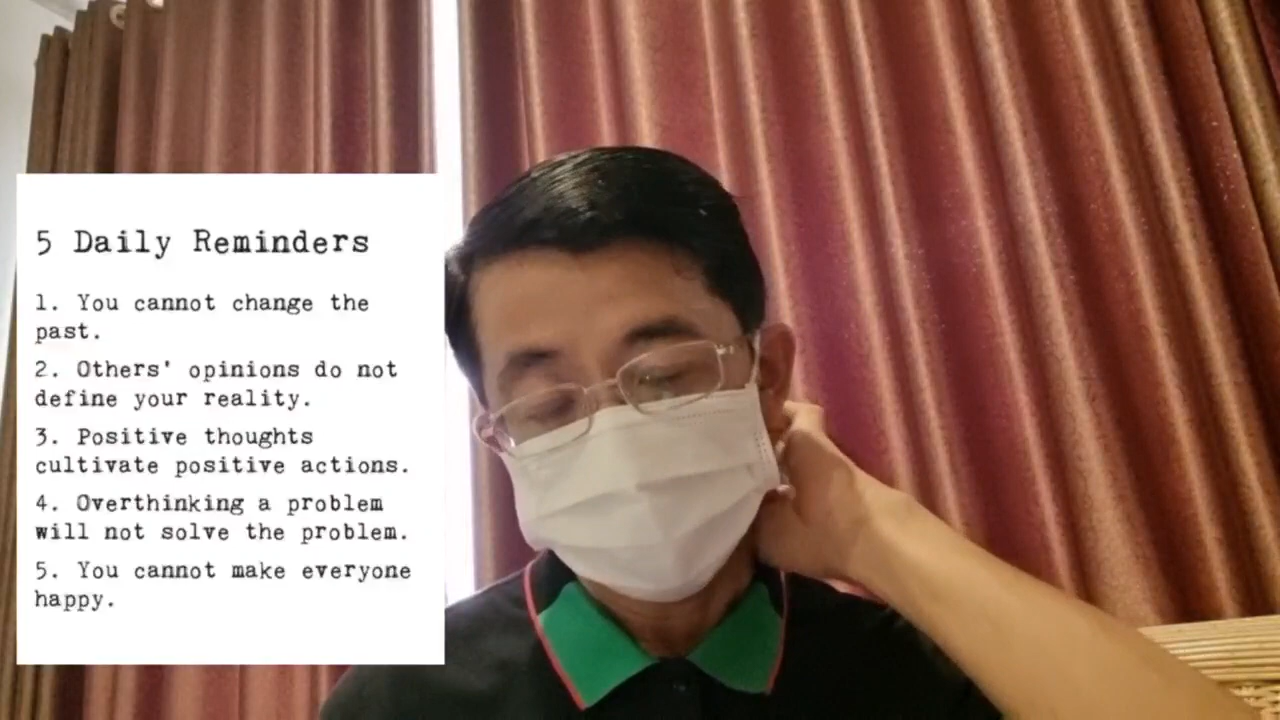 5 Daily Reminders
1. You cannot change the
past.
2. Others' opinions do not
define your reality.
3. Positive thoughts
cultivate positive actions.
4. Overthinking a problem
will not solve the problem.
5. You cannot make everyone
happy.